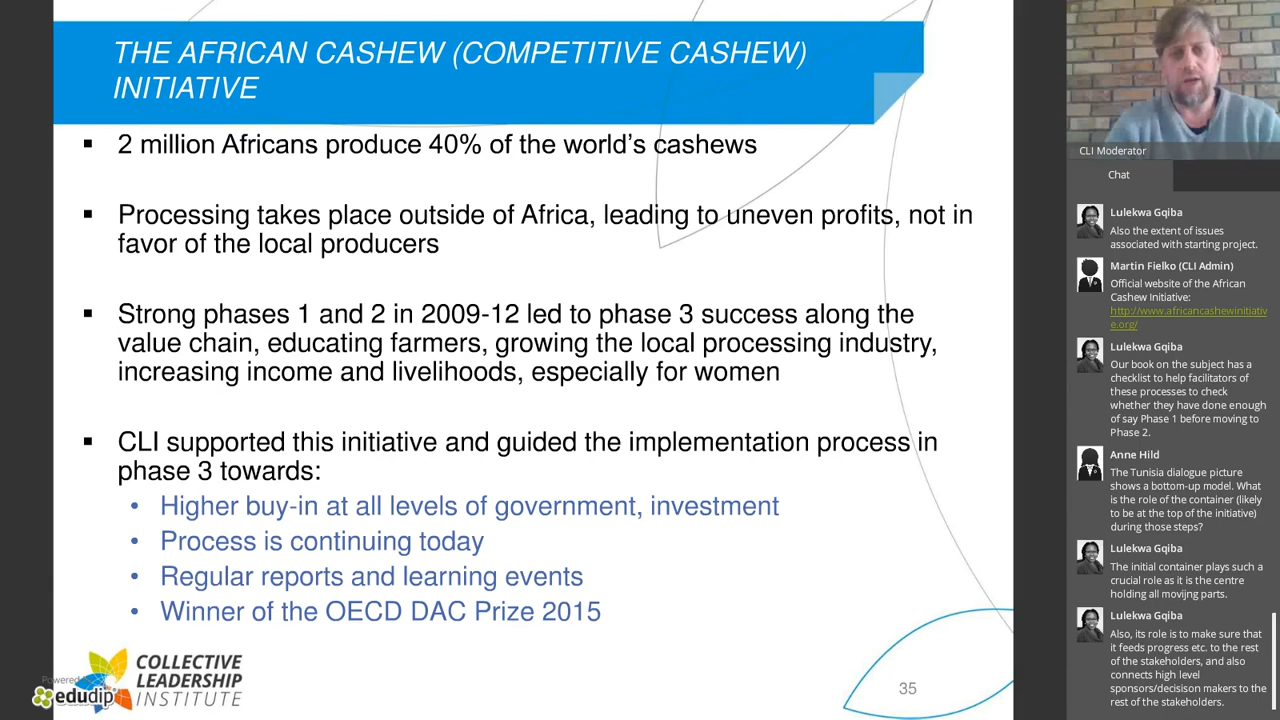 THE AFRICAN CASHEW (COMPETITIVE CASHEW)
INITIATIVE
▪ 2 million Africans produce 40% of the world's cashews
▪ Processing takes place outside of Africa, leading to uneven profits, not in
favor of the local producers
▪ Strong phases 1 and 2 in 2009-12 led to phase 3 success along the
value chain, educating farmers, growing the local processing industry,
increasing income and livelihoods, especially for women
▪ CLI supported this initiative and guided the implementation process in
phase 3 towards:
• Higher buy-in at all levels of government, investment
• Process is continuing today
• Regular reports and learning events
• Winner of the OECD DAC Prize 2015
COLLECTIVE
LEADERSHIP
INSTITUTE
Powered
edudip
35
CLI Moderator
Chat
Lulekwa Gqiba
Also the extent of issues
associated with starting project.
Martin Fielko (CLI Admin)
Official website of the African
Cashew Initiative:
http://www.africancashewinitiativ
e.org/
Lulekwa Gqiba
Our book on the subject has a
checklist to help facilitators of
these processes to check
whether they have done enough
of say Phase 1 before moving to
Phase 2.
Anne Hild
The Tunisia dialogue picture
shows a bottom-up model. What
is the role of the container (likely
to be at the top of the initiative)
during those steps?
Lulekwa Gqiba
The initial container plays such a
crucial role as it is the centre
holding all movijng parts.
Lulekwa Gqiba
Also, its role is to make sure that
it feeds progress etc. to the rest
of the stakeholders, and also
connects high level
sponsors/decisision makers to the
rest of the stakeholders.